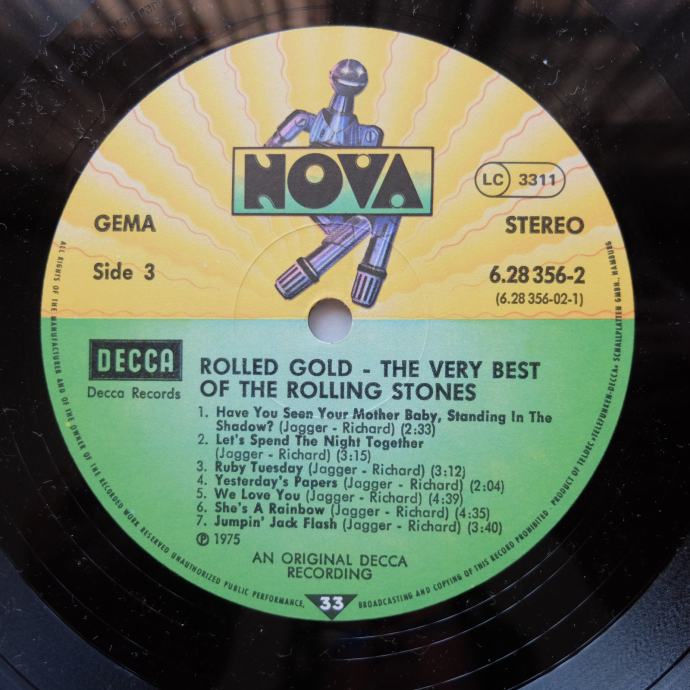 NOVA
LC 3311
GEMA
STEREO
Side 3
6.28 356-2
(6.28 356-02-1)
DECCA
Decca Records
ROLLED GOLD - THE VERY BEST
OF THE ROLLING STONES
1. Have You Seen Your Mother Baby, Standing In The
Shadow? (Jagger - Richard) (2:33)
2. Let's Spend The Night Together
(Jagger - Richard) (3:15)
3. Ruby Tuesday (Jagger - Richard) (3:12)
4. Yesterday's Papers (Jagger - Richard) (2:04)
5. We Love You (Jagger - Richard) (4:39)
6. She's A Rainbow (Jagger - Richard) (4:35)
7. Jumpin' Jack Flash (Jagger - Richard) (3:40)
℗ 1975
AN ORIGINAL DECCA
RECORDING
33
ALL RIGHTS OF THE MANUFACTURER AND OF THE OWNER OF THE RECORDED WORK RESERVED UNAUTHORIZED PUBLIC PERFORMANCE, BROADCASTING AND COPYING OF THIS RECORD PROHIBITED · PRODUCT OF TELDEC »TELEFUNKEN-DECCA« SCHALLPLATTEN GMBH., HAMBURG